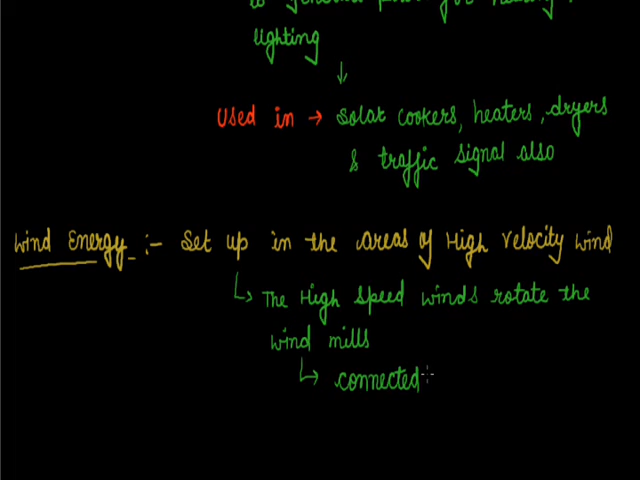 lighting
↓
Used in → Solar cookers, heaters, dryers
& traffic signal also
Wind Energy :- Set up in the areas of High Velocity Wind
↳ The High Speed winds rotate the
wind mills
↳ connected